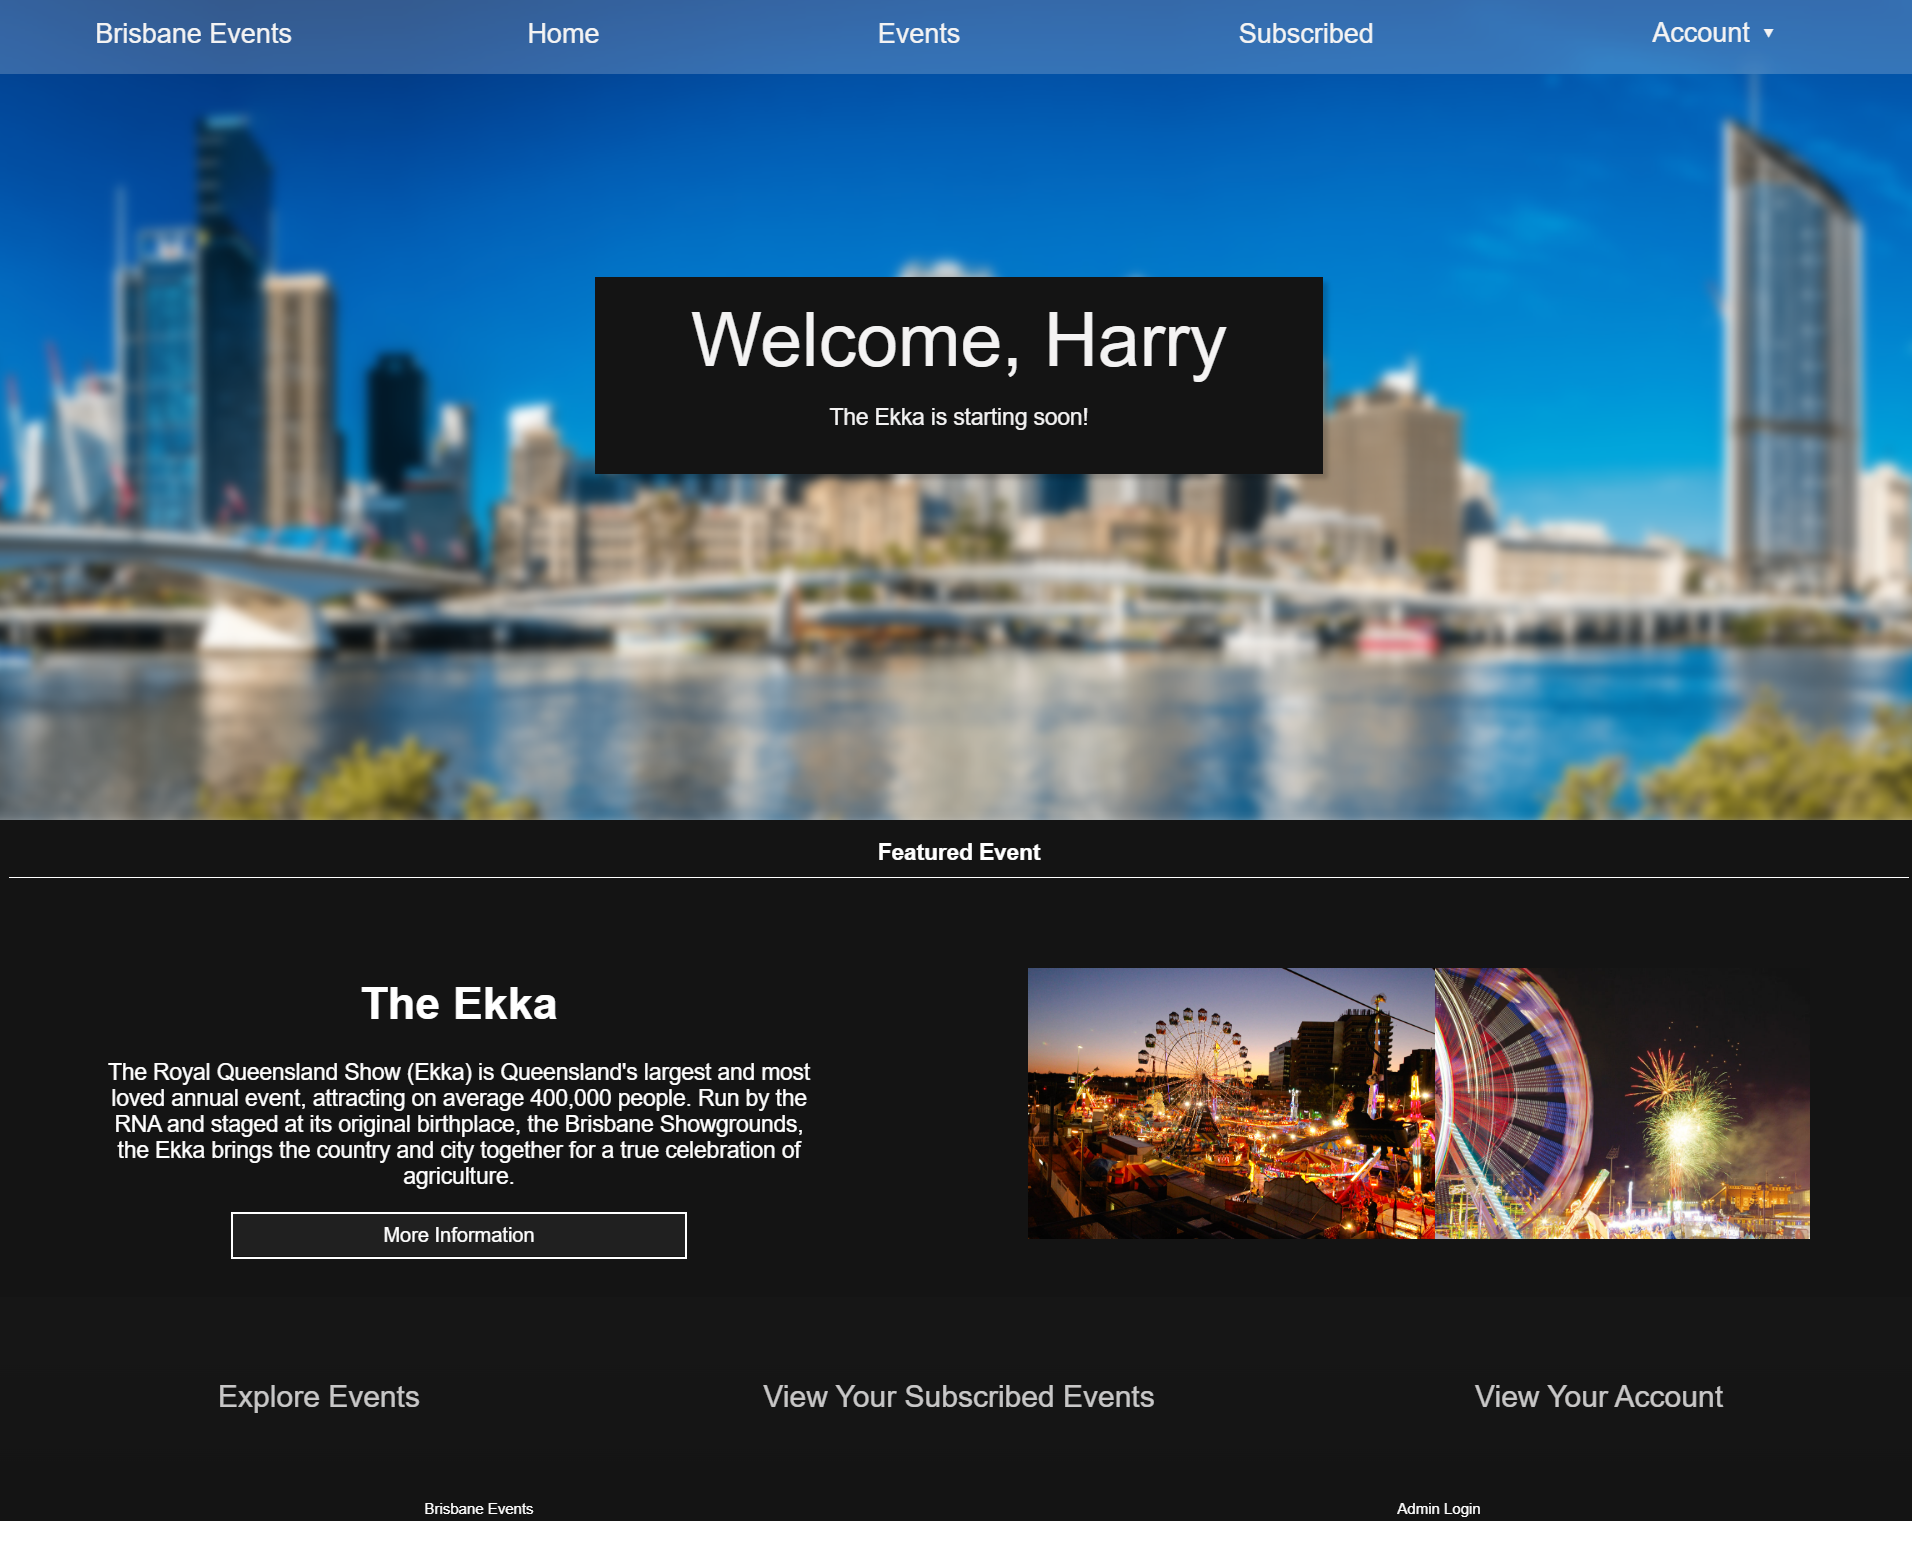 Brisbane Events
Home
Events
Subscribed
Account ▼
Welcome, Harry
The Ekka is starting soon!
Featured Event
The Ekka
The Royal Queensland Show (Ekka) is Queensland's largest and most
loved annual event, attracting on average 400,000 people. Run by the
RNA and staged at its original birthplace, the Brisbane Showgrounds,
the Ekka brings the country and city together for a true celebration of
agriculture.
More Information
Explore Events
View Your Subscribed Events
View Your Account
Brisbane Events
Admin Login